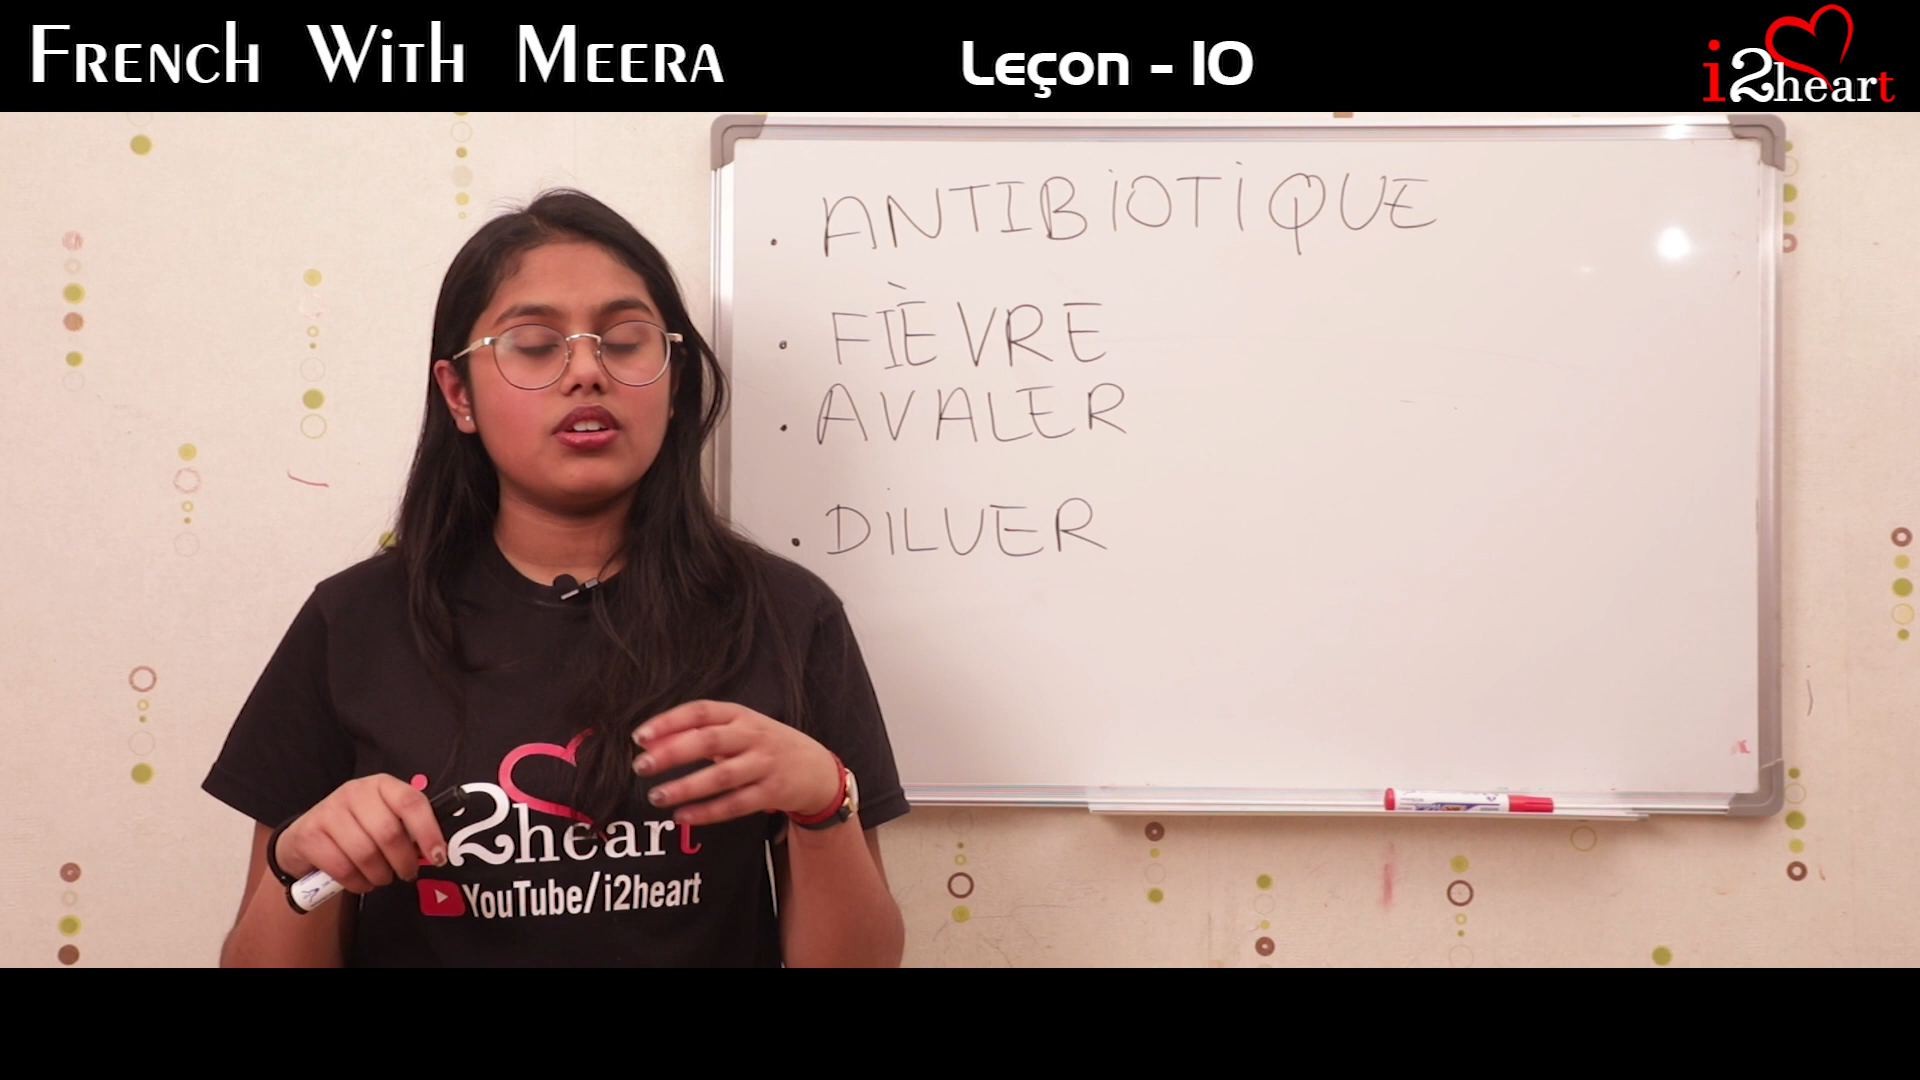 French With Meera
Leçon - 10
i2heart
. ANTIBiOTiQUE
. FIÈVRE
. AVALER
. DiLUER
i2heart
YouTube/i2heart